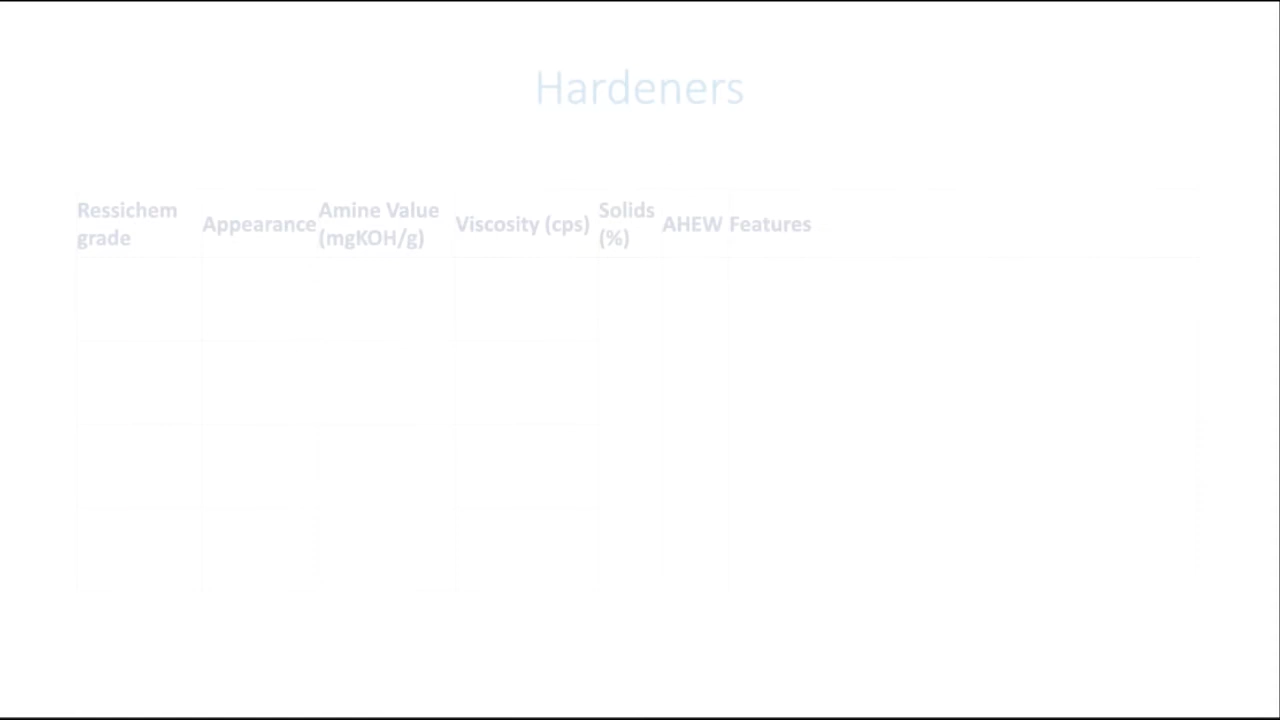 Hardeners
Ressichem grade
Appearance
Amine Value (mgKOH/g)
Viscosity (cps)
Solids (%)
AHEW
Features